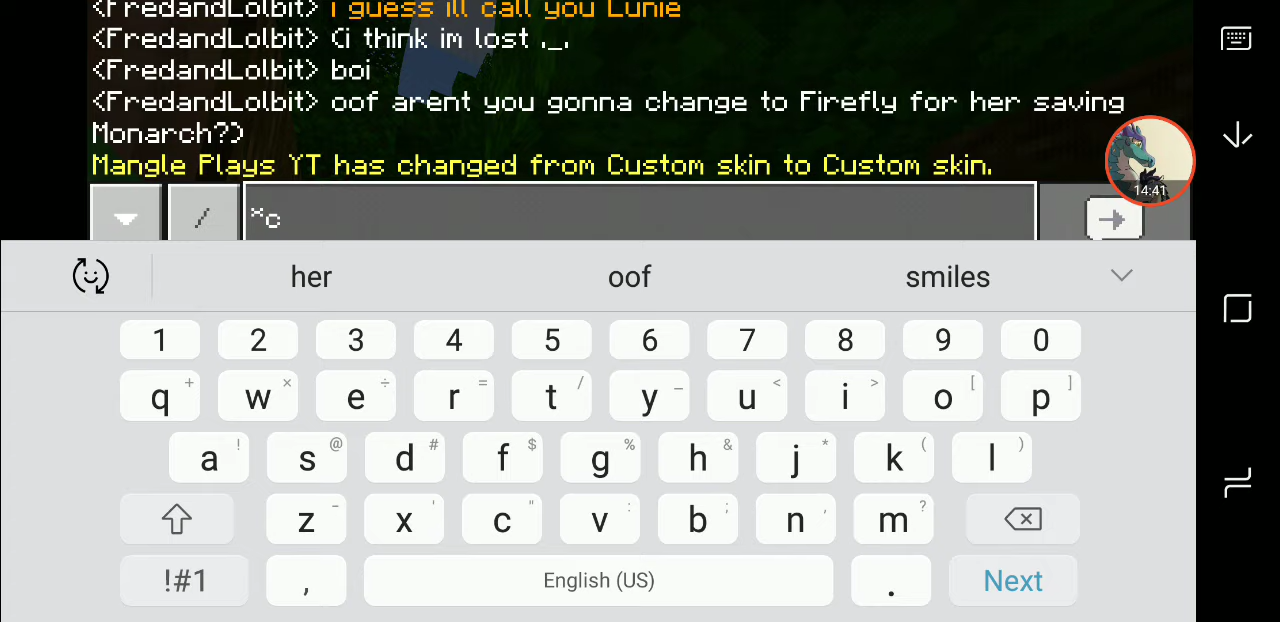 <FredandLolbit> i guess ill call you Lunie
<FredandLolbit> (i think im lost ._.
<FredandLolbit> boi
<FredandLolbit> oof arent you gonna change to Firefly for her saving
Monarch?)
Mangle Plays YT has changed from Custom skin to Custom skin.
14:41
/ *c
her oof smiles
1 2 3 4 5 6 7 8 9 0
q + w × e ÷ r = t / y _ u < i > o [ p ]
a ! s @ d # f $ g % h & j * k ( l )
z - x ' c " v : b ; n , m ?
!#1 , English (US) . Next